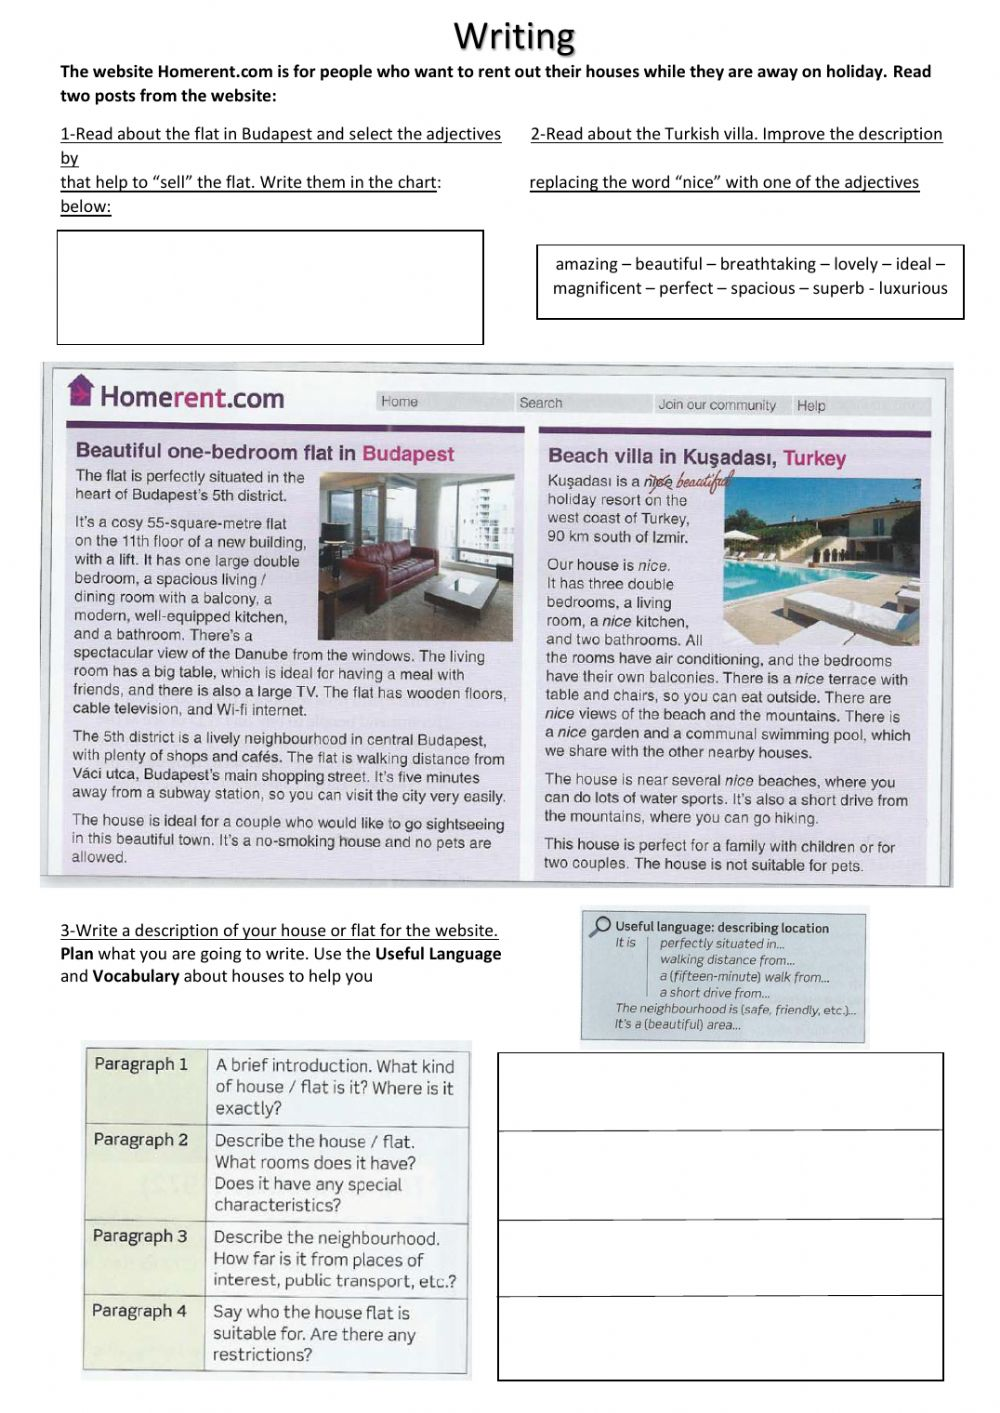 Writing
The website Homerent.com is for people who want to rent out their houses while they are away on holiday. Read
two posts from the website:
1-Read about the flat in Budapest and select the adjectives
by
that help to “sell” the flat. Write them in the chart:
below:
2-Read about the Turkish villa. Improve the description
replacing the word “nice” with one of the adjectives
amazing – beautiful – breathtaking – lovely – ideal –
magnificent – perfect – spacious – superb - luxurious
Homerent.com
Home
Search
Join our community
Help
Beautiful one-bedroom flat in Budapest
The flat is perfectly situated in the
heart of Budapest's 5th district.
It's a cosy 55-square-metre flat
on the 11th floor of a new building,
with a lift. It has one large double
bedroom, a spacious living /
dining room with a balcony, a
modern, well-equipped kitchen,
and a bathroom. There's a
spectacular view of the Danube from the windows. The living
room has a big table, which is ideal for having a meal with
friends, and there is also a large TV. The flat has wooden floors,
cable television, and Wi-fi internet.
The 5th district is a lively neighbourhood in central Budapest,
with plenty of shops and cafés. The flat is walking distance from
Váci utca, Budapest's main shopping street. It's five minutes
away from a subway station, so you can visit the city very easily.
The house is ideal for a couple who would like to go sightseeing
in this beautiful town. It's a no-smoking house and no pets are
allowed.
Beach villa in Kuşadası, Turkey
Kuşadası is a nice beautiful
holiday resort on the
west coast of Turkey,
90 km south of Izmir.
Our house is nice.
It has three double
bedrooms, a living
room, a nice kitchen,
and two bathrooms. All
the rooms have air conditioning, and the bedrooms
have their own balconies. There is a nice terrace with
table and chairs, so you can eat outside. There are
nice views of the beach and the mountains. There is
a nice garden and a communal swimming pool, which
we share with the other nearby houses.
The house is near several nice beaches, where you
can do lots of water sports. It's also a short drive from
the mountains, where you can go hiking.
This house is perfect for a family with children or for
two couples. The house is not suitable for pets.
3-Write a description of your house or flat for the website.
Plan what you are going to write. Use the Useful Language
and Vocabulary about houses to help you
Useful language: describing location
It is
perfectly situated in...
walking distance from...
a (fifteen-minute) walk from...
a short drive from...
The neighbourhood is (safe, friendly, etc.)...
It's a (beautiful) area...
Paragraph 1
A brief introduction. What kind
of house / flat is it? Where is it
exactly?
Paragraph 2
Describe the house / flat.
What rooms does it have?
Does it have any special
characteristics?
Paragraph 3
Describe the neighbourhood.
How far is it from places of
interest, public transport, etc.?
Paragraph 4
Say who the house flat is
suitable for. Are there any
restrictions?